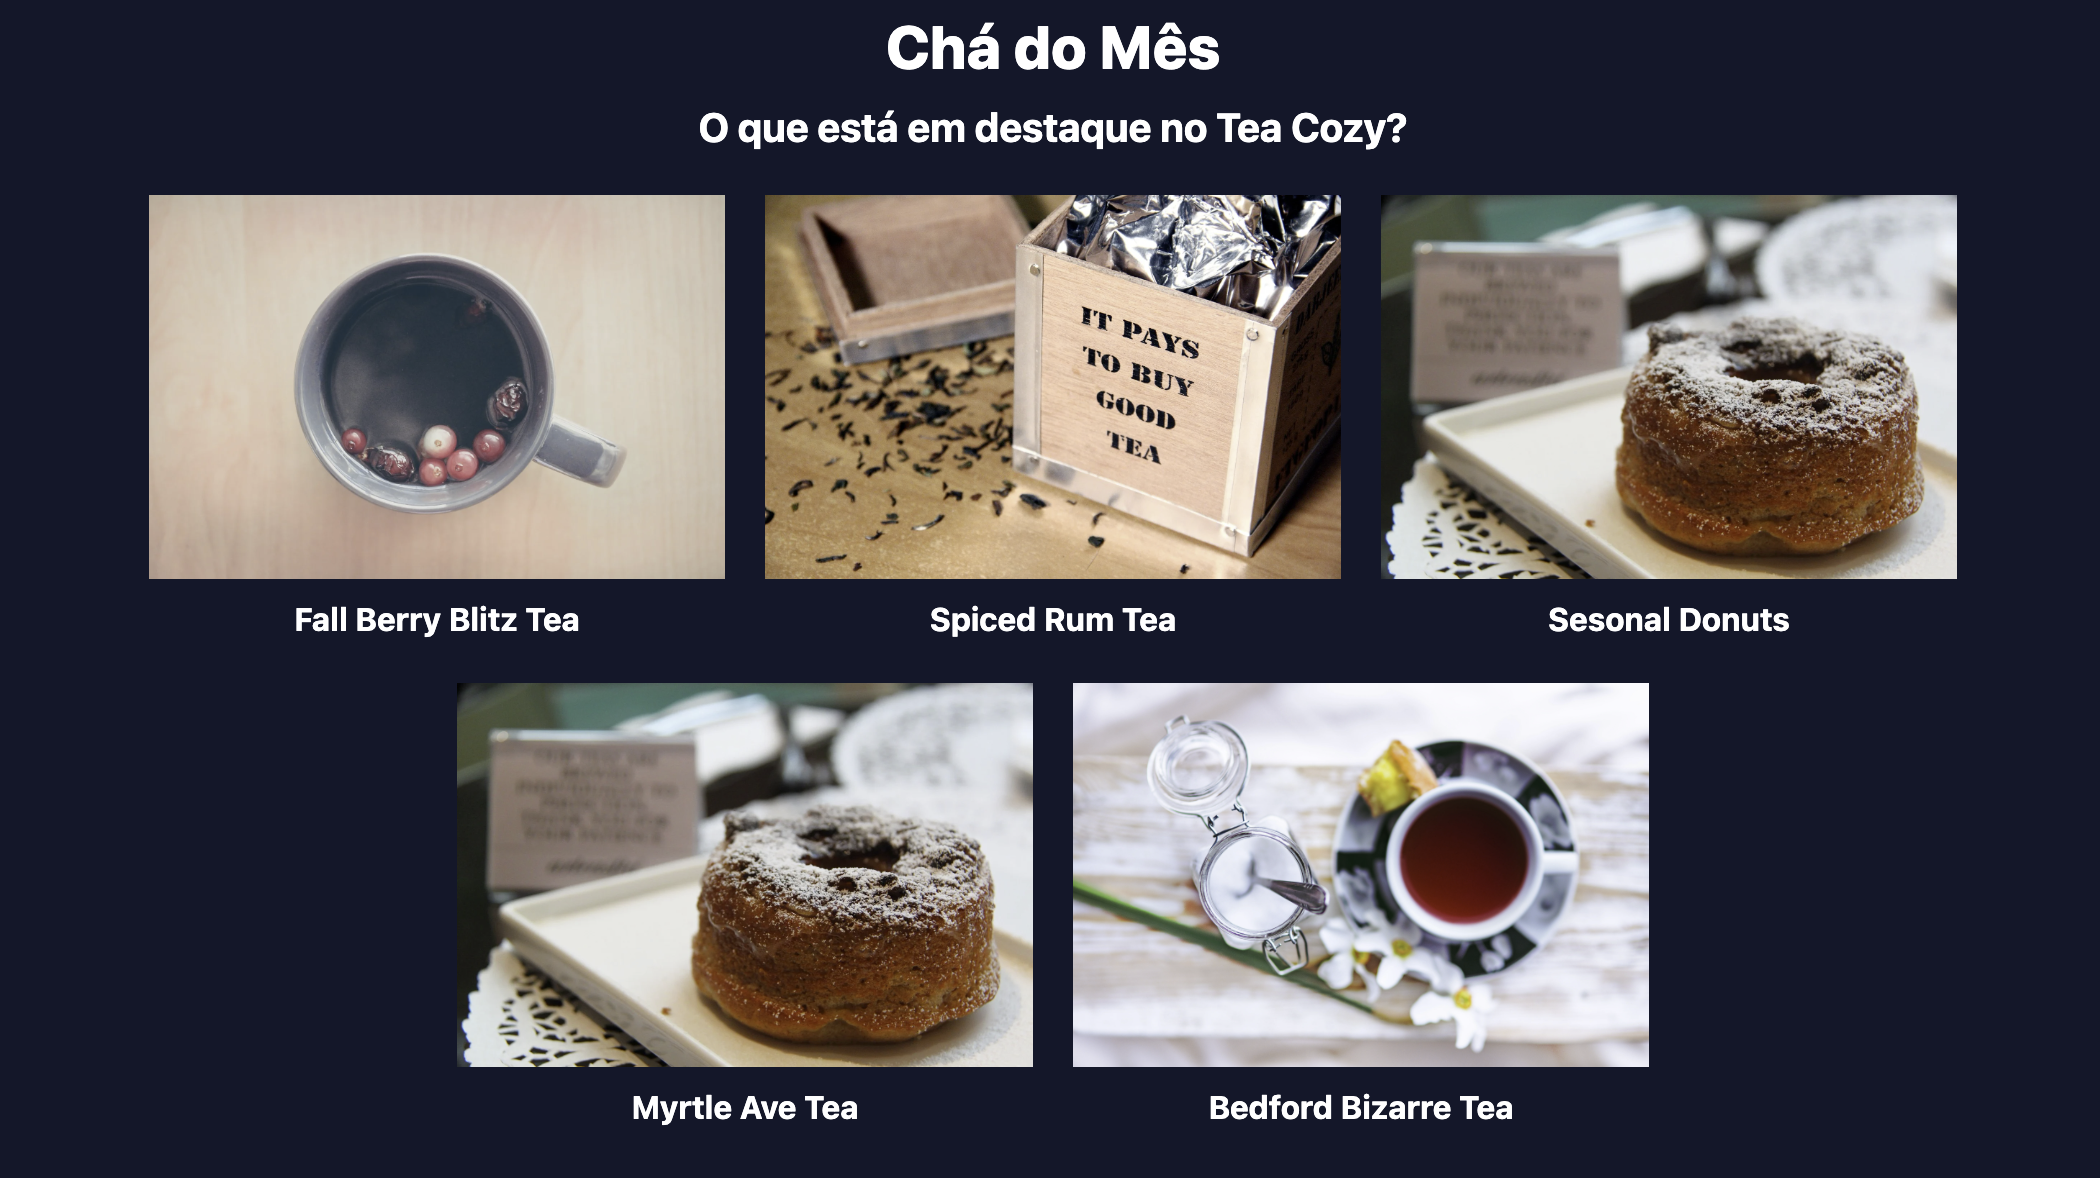 Chá do Mês
O que está em destaque no Tea Cozy?
IT PAYS
TO BUY
GOOD
TEA
Fall Berry Blitz Tea
Spiced Rum Tea
Sesonal Donuts
Myrtle Ave Tea
Bedford Bizarre Tea